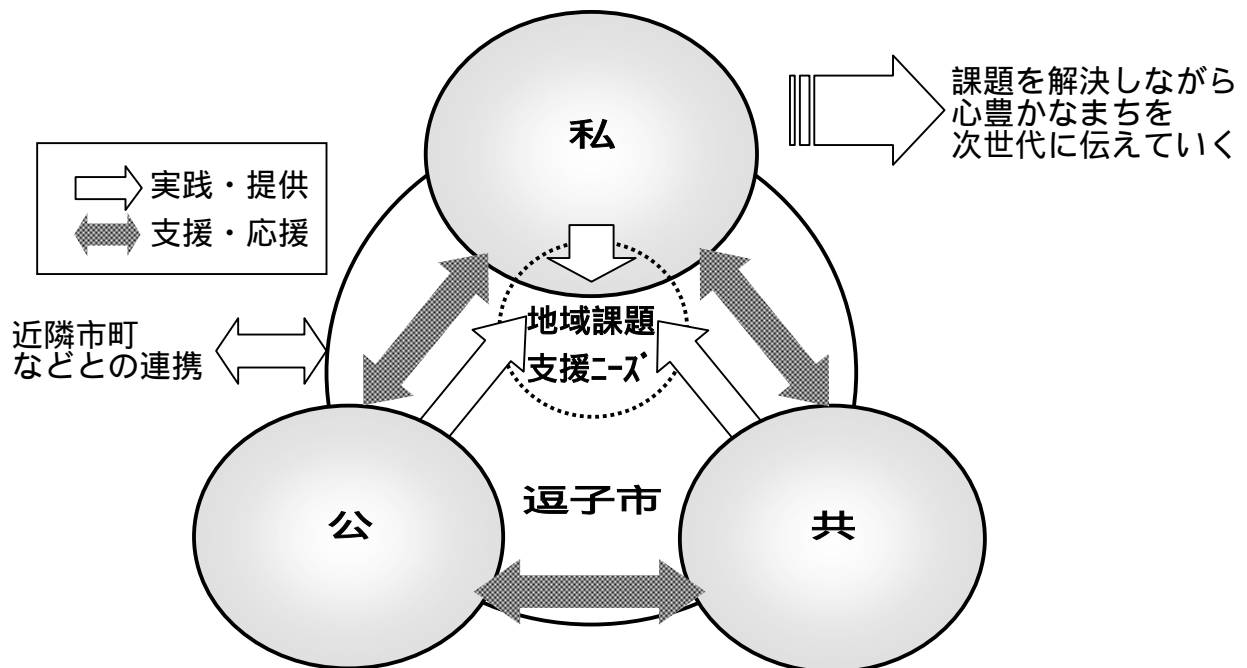 私
課題を解決しながら
心豊かなまちを
次世代に伝えていく
実践・提供
支援・応援
近隣市町
などとの連携
地域課題
支援ニーズ
逗子市
公
共